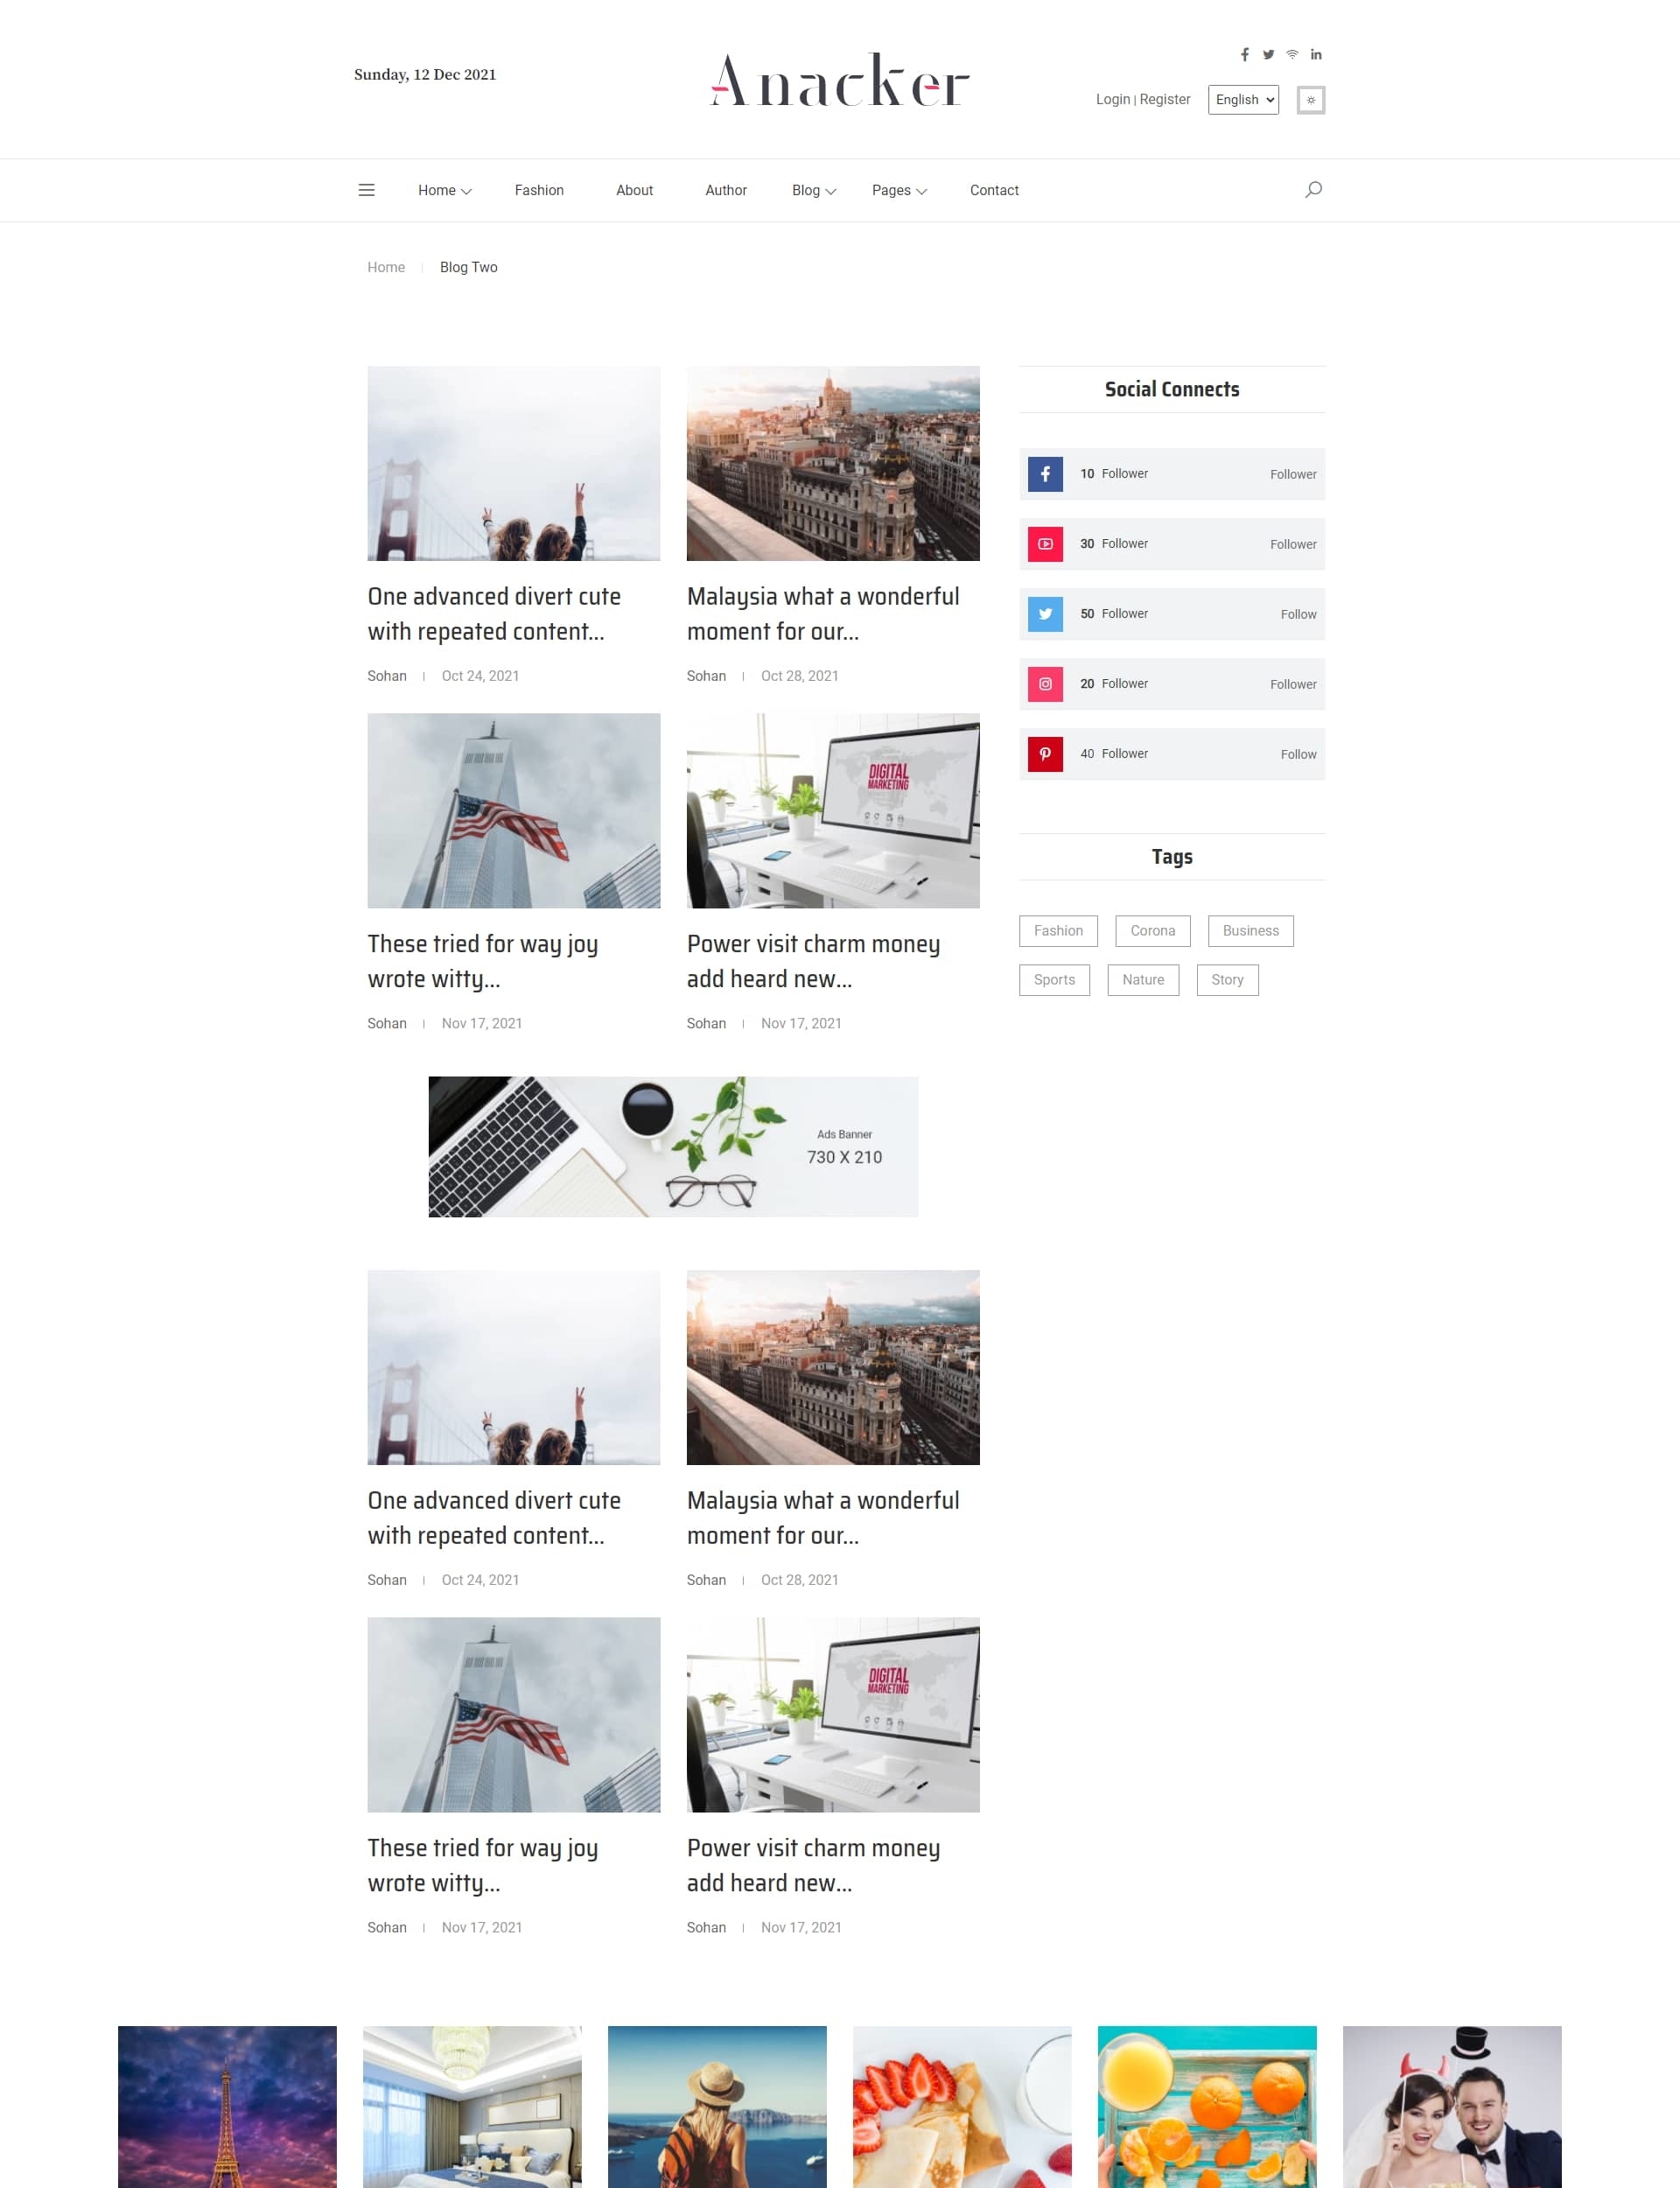 Sunday, 12 Dec 2021
Anacker
Login | Register
English
Home
Fashion
About
Author
Blog
Pages
Contact
Home
Blog Two
One advanced divert cute
with repeated content...
Sohan
Oct 24, 2021
Malaysia what a wonderful
moment for our...
Sohan
Oct 28, 2021
DIGITAL
MARKETING
These tried for way joy
wrote witty...
Sohan
Nov 17, 2021
Power visit charm money
add heard new...
Sohan
Nov 17, 2021
Ads Banner
730 X 210
One advanced divert cute
with repeated content...
Sohan
Oct 24, 2021
Malaysia what a wonderful
moment for our...
Sohan
Oct 28, 2021
DIGITAL
MARKETING
These tried for way joy
wrote witty...
Sohan
Nov 17, 2021
Power visit charm money
add heard new...
Sohan
Nov 17, 2021
Social Connects
10 Follower
Follower
30 Follower
Follower
50 Follower
Follow
20 Follower
Follower
40 Follower
Follow
Tags
Fashion
Corona
Business
Sports
Nature
Story